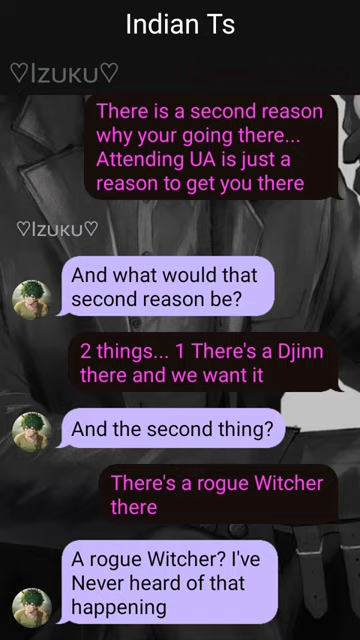 Indian Ts
♡Izuku♡
There is a second reason
why your going there...
Attending UA is just a
reason to get you there
♡Izuku♡
And what would that
second reason be?
2 things... 1 There's a Djinn
there and we want it
And the second thing?
There's a rogue Witcher
there
A rogue Witcher? I've
Never heard of that
happening